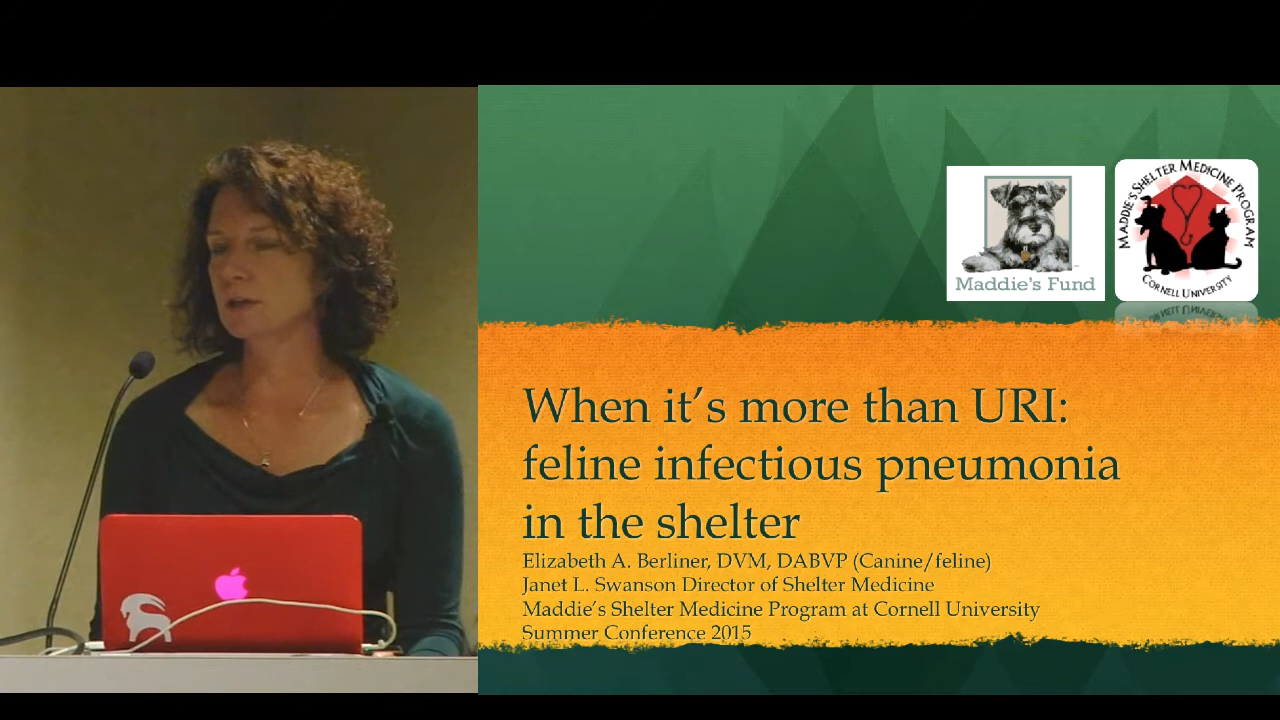 Maddie's Fund
MADDIE'S SHELTER MEDICINE PROGRAM
CORNELL UNIVERSITY
When it's more than URI:
feline infectious pneumonia
in the shelter
Elizabeth A. Berliner, DVM, DABVP (Canine/feline)
Janet L. Swanson Director of Shelter Medicine
Maddie's Shelter Medicine Program at Cornell University
Summer Conference 2015